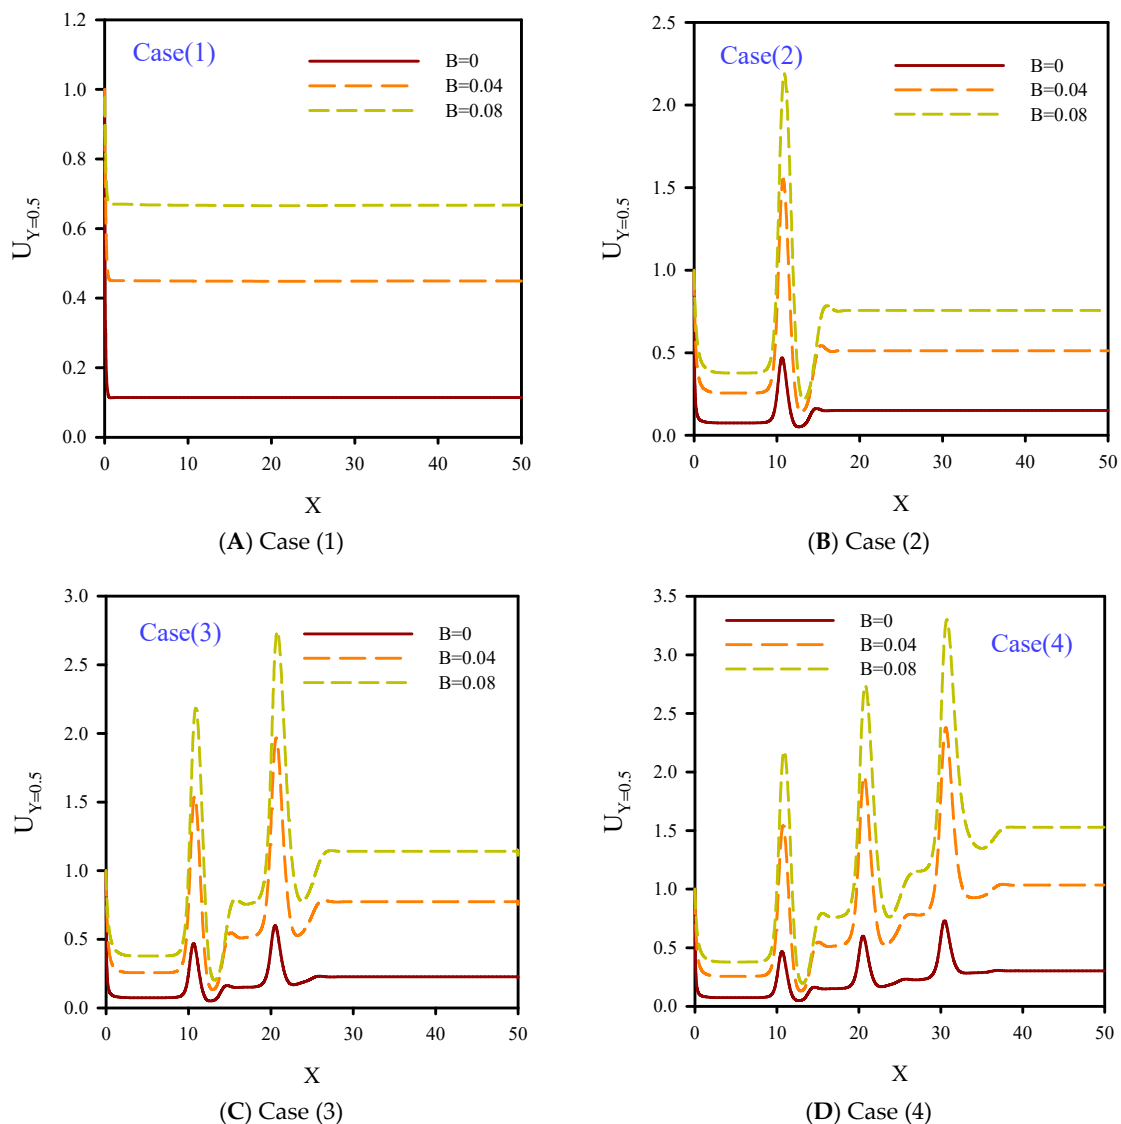 Case(1)
B=0
B=0.04
B=0.08
1.2
1.0
0.8
0.6
0.4
0.2
0.0
U_{Y=0.5}
0 10 20 30 40 50
X
(A) Case (1)
Case(2)
B=0
B=0.04
B=0.08
2.5
2.0
1.5
1.0
0.5
0.0
U_{Y=0.5}
0 10 20 30 40 50
X
(B) Case (2)
Case(3)
B=0
B=0.04
B=0.08
3.0
2.5
2.0
1.5
1.0
0.5
0.0
U_{Y=0.5}
0 10 20 30 40 50
X
(C) Case (3)
B=0
B=0.04
B=0.08
Case(4)
3.5
3.0
2.5
2.0
1.5
1.0
0.5
0.0
U_{Y=0.5}
0 10 20 30 40 50
X
(D) Case (4)